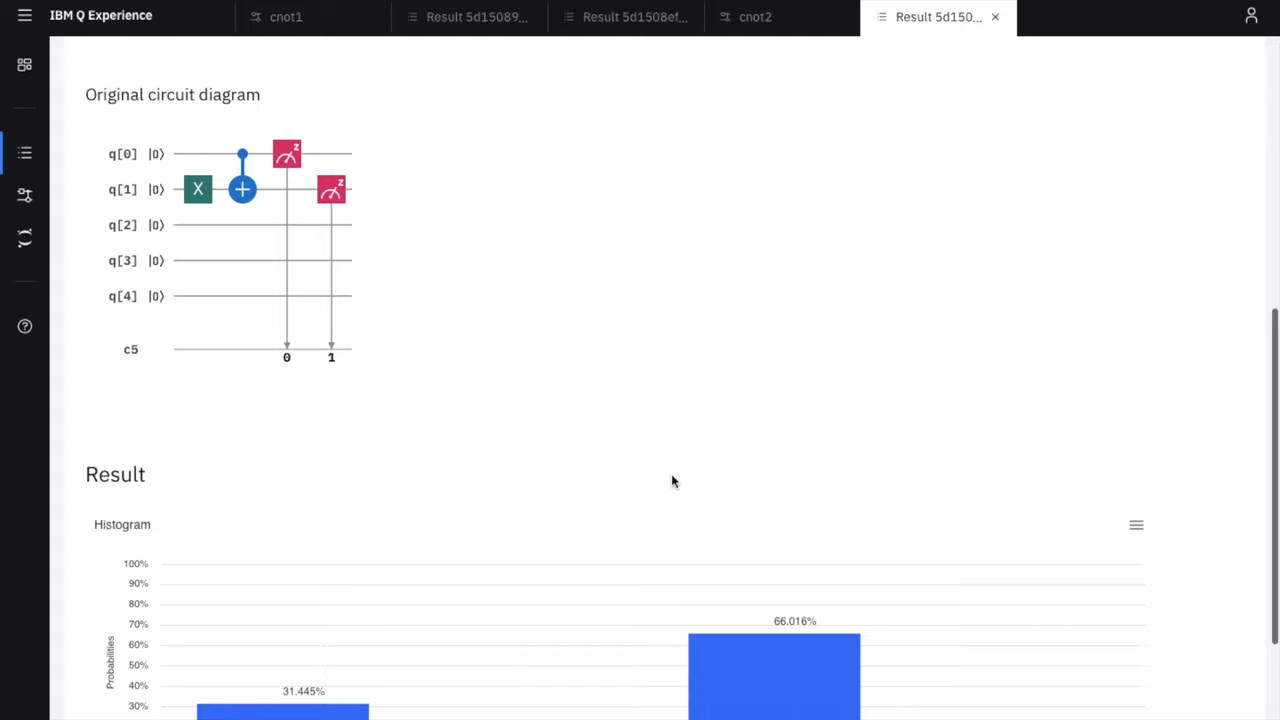 IBM Q Experience
cnot1
Result 5d15089...
Result 5d1508ef...
cnot2
Result 5d150...
Original circuit diagram
q[0] |0⟩
z
q[1] |0⟩
X
z
q[2] |0⟩
q[3] |0⟩
q[4] |0⟩
c5
0
1
Result
Histogram
100%
90%
80%
70%
60%
50%
40%
30%
Probabilities
31.445%
66.016%